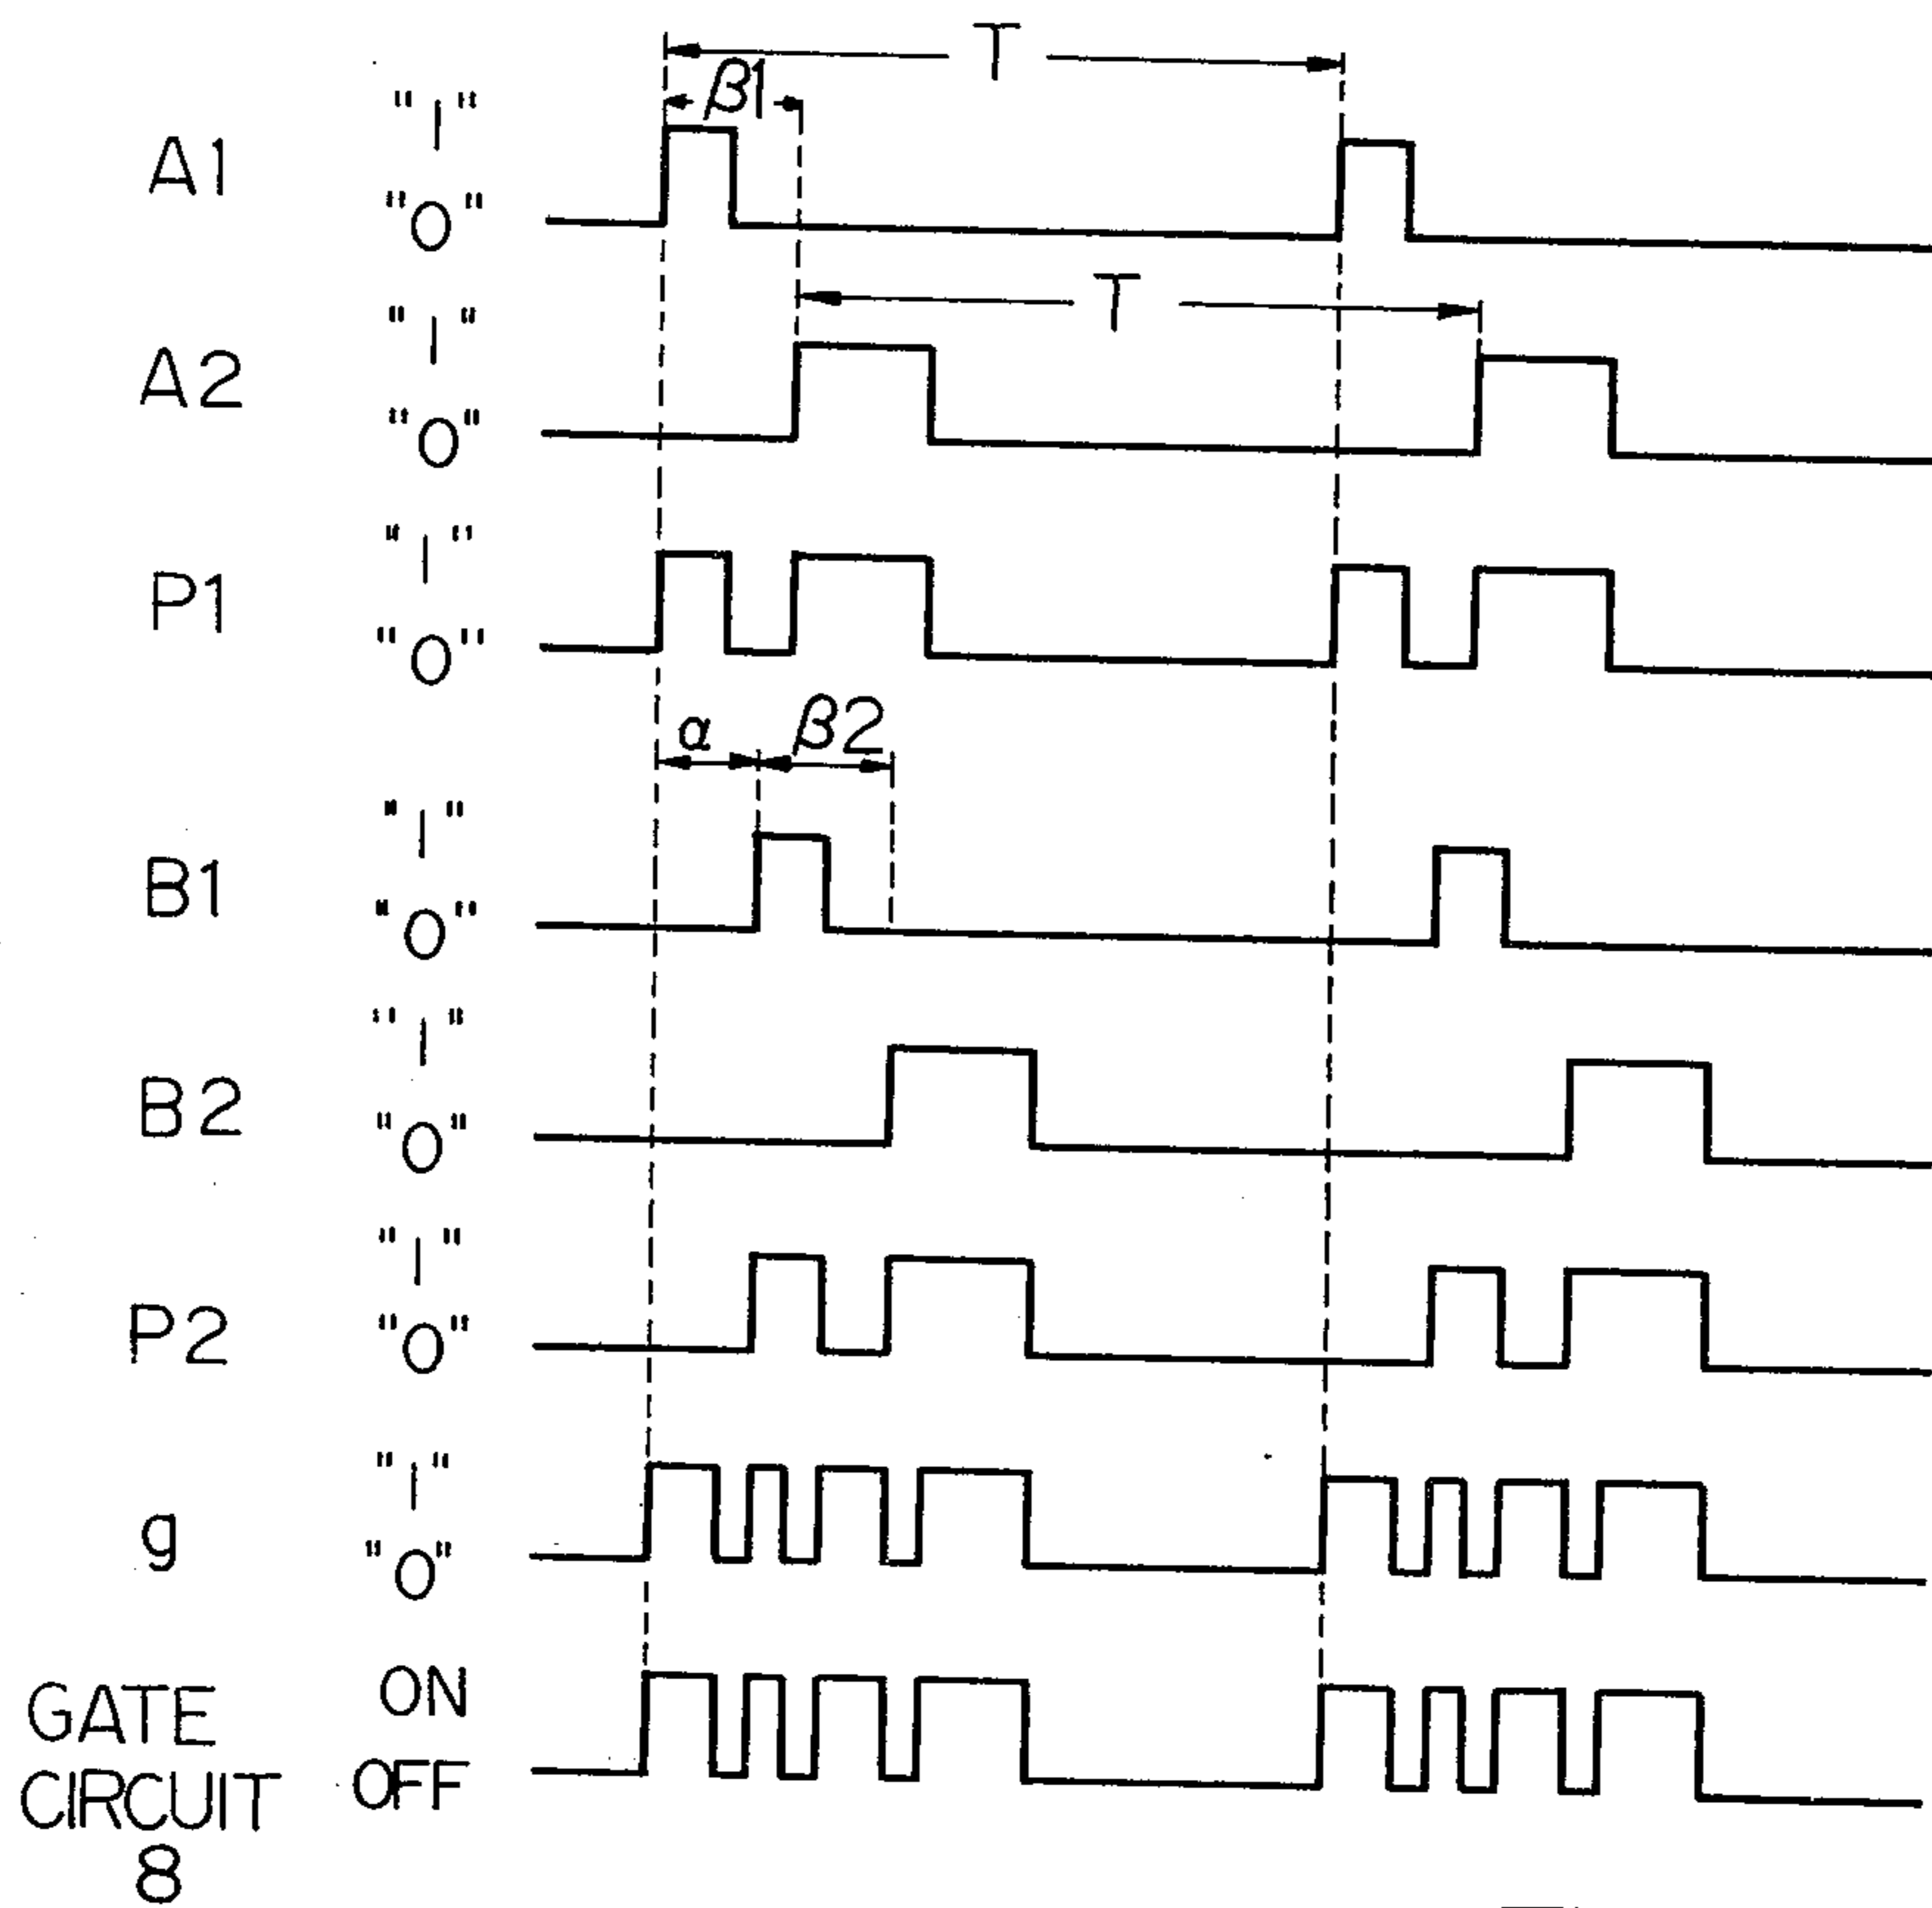 T
β1
"1"
A1
"0"
T
"1"
A2
"0"
"1"
P1
"0"
α β2
"1"
B1
"0"
"1"
B2
"0"
"1"
P2
"0"
"1"
g
"0"
ON
GATE
CIRCUIT OFF
8